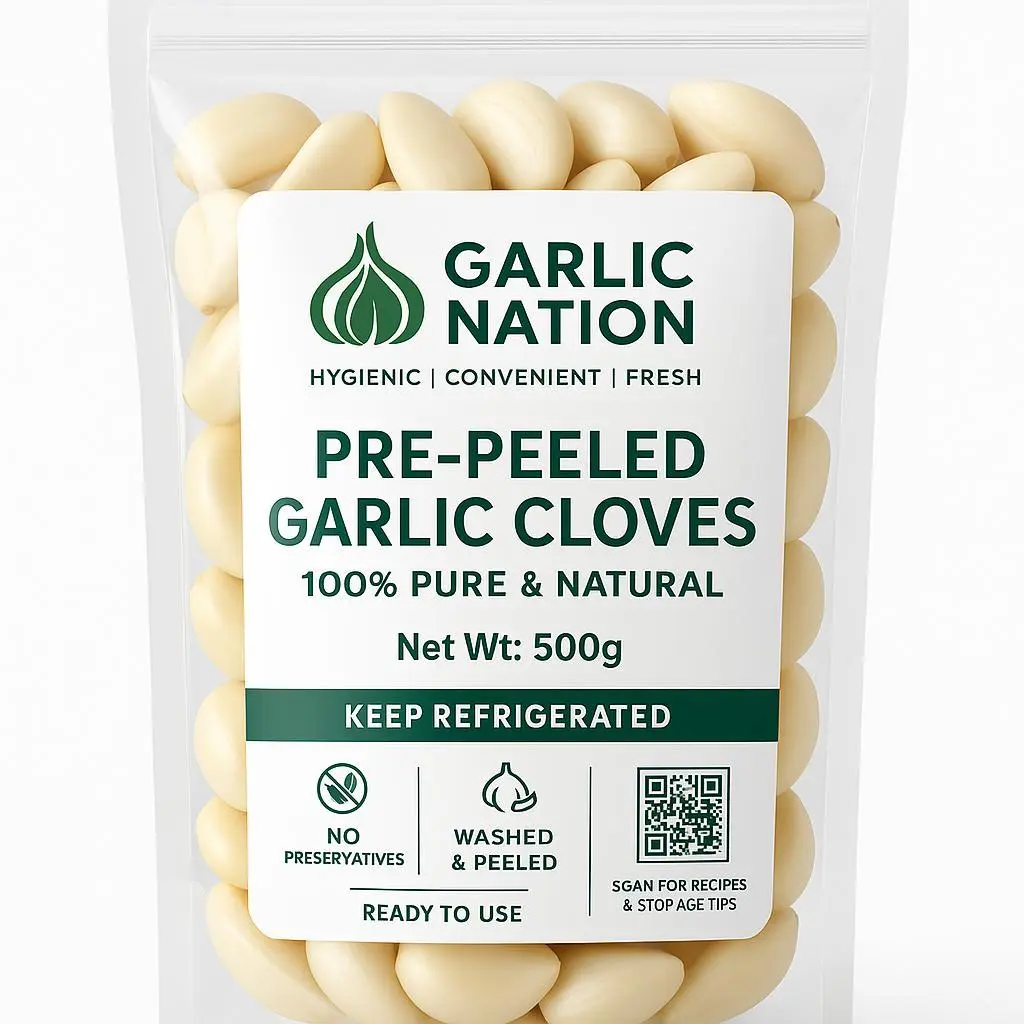 GARLIC
NATION
HYGIENIC | CONVENIENT | FRESH
PRE-PEELED
GARLIC CLOVES
100% PURE & NATURAL
Net Wt: 500g
KEEP REFRIGERATED
NO
PRESERYATIVES
WASHED
& PEELED
READY TO USE
SGAN FOR RECIPES
& STOP AGE TIPS